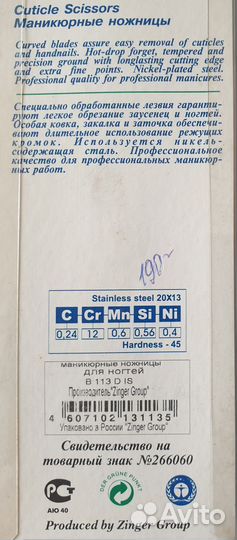 Cuticle Scissors
Маникюрные ножницы
Curved blades assure easy removal of cuticles
and handnails. Hot-drop forget, tempered and
precision ground with longlasting cutting edge
and extra fine points. Nickel-plated steel.
Professional quality for professional manicures.
Специально обработанные лезвия гаранти-
руют легкое обрезание заусениц и ногтей.
Особая ковка, закалка и заточка обеспечи-
вают длительное использование режущих
кромок. Используется никель-
содержащая сталь. Профессиональное
качество для профессиональных маникюр-
ных работ.
198-
Stainless steel 20X13
C Cr Mn Si Ni
0,24 12 0,6 0,56 0,4
Hardness - 45
маникюрные ножницы
для ногтей
B 113 D IS
Производитель "Zinger Group"
4 607102 131135
Упаковано в России "Zinger Group"
Свидетельство на
товарный знак №266060
РСТ
АЮ 40
DER GRÜNE PUNKT
Produced by Zinger Group
Avito